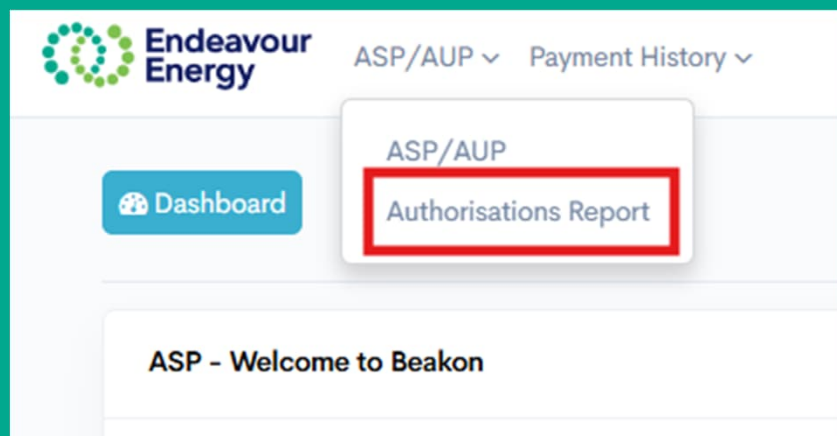 Endeavour
Energy
ASP/AUP
Payment History
ASP/AUP
Authorisations Report
Dashboard
ASP - Welcome to Beakon